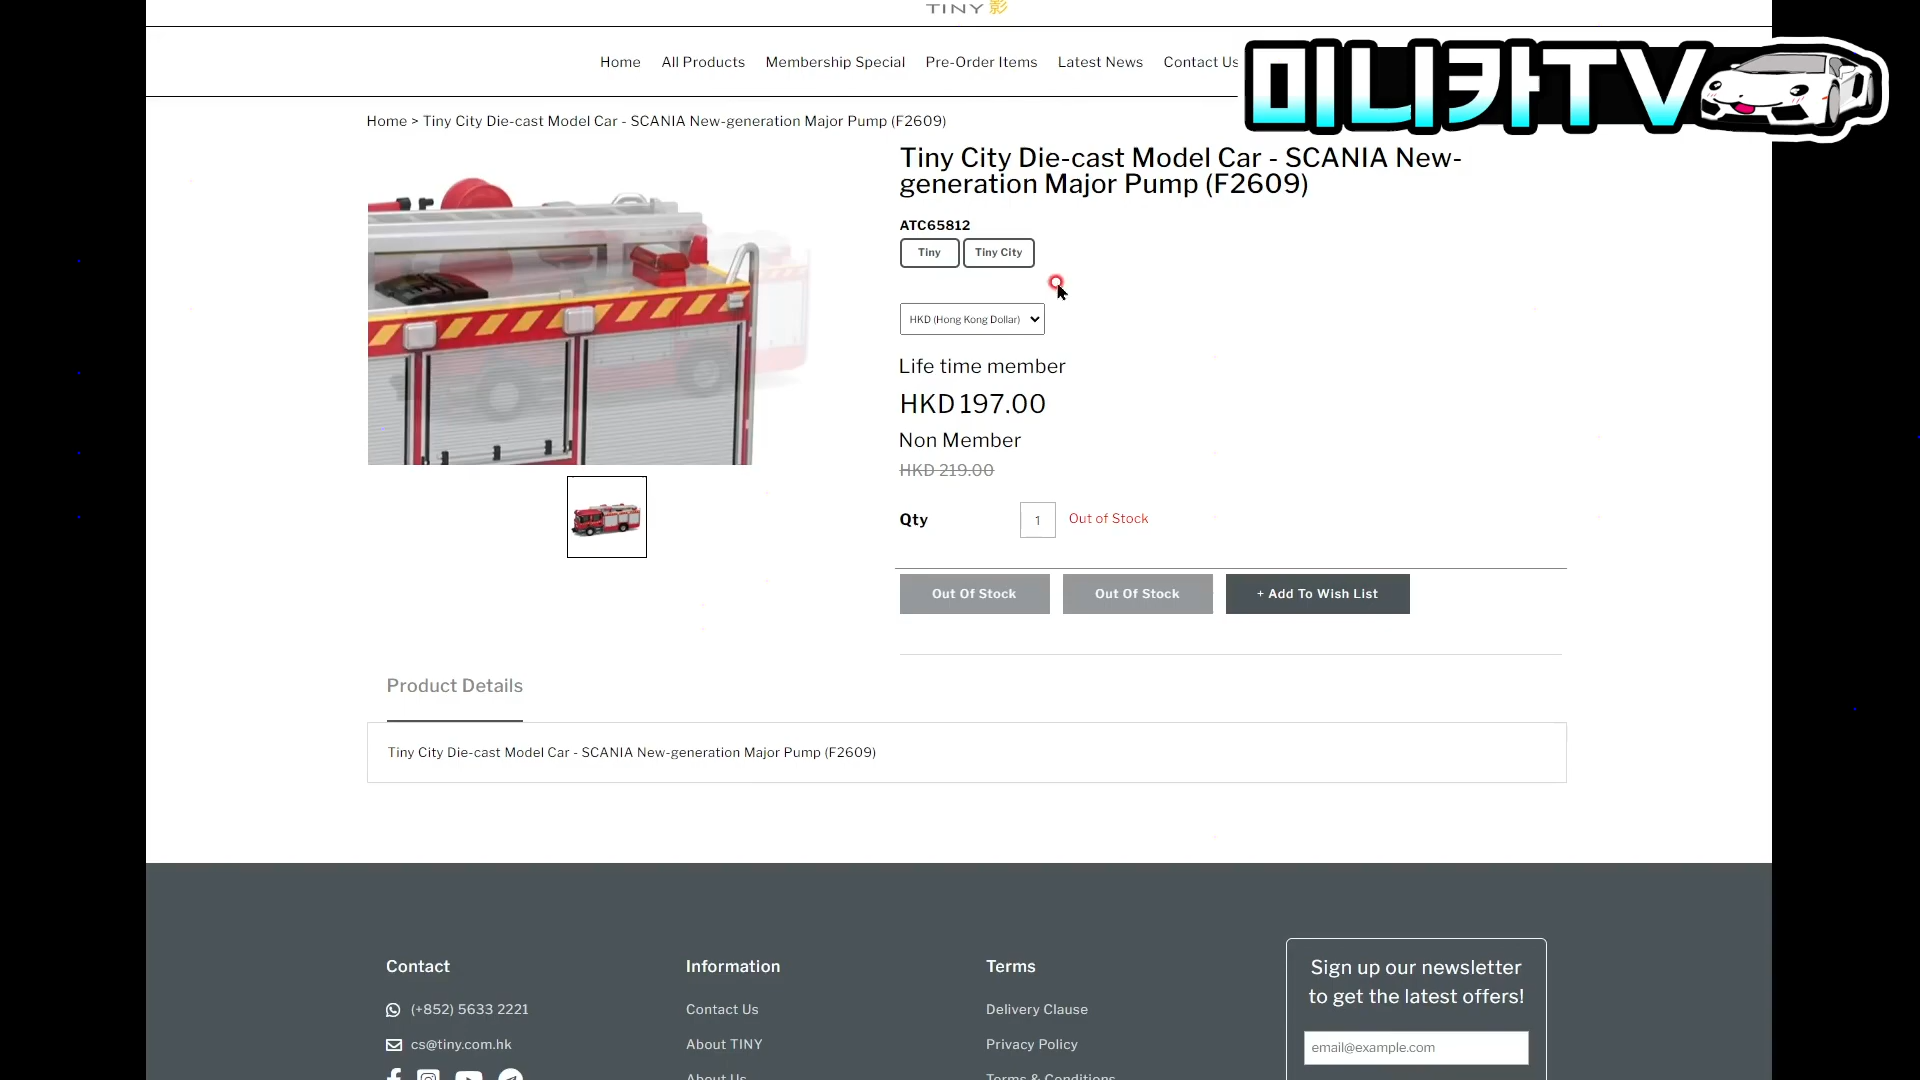 TINY 影
Home All Products Membership Special Pre-Order Items Latest News Contact Us
미니카TV
Home > Tiny City Die-cast Model Car - SCANIA New-generation Major Pump (F2609)
Tiny City Die-cast Model Car - SCANIA New-
generation Major Pump (F2609)
ATC65812
Tiny Tiny City
HKD (Hong Kong Dollar)
Life time member
HKD 197.00
Non Member
HKD 219.00
Qty 1 Out of Stock
Out Of Stock Out Of Stock + Add To Wish List
Product Details
Tiny City Die-cast Model Car - SCANIA New-generation Major Pump (F2609)
Contact
(+852) 5633 2221
cs@tiny.com.hk
Information
Contact Us
About TINY
About Us
Terms
Delivery Clause
Privacy Policy
Terms & Conditions
Sign up our newsletter
to get the latest offers!
email@example.com